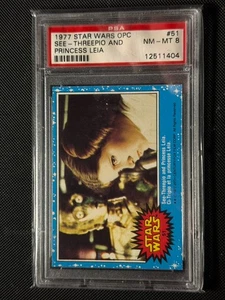 PSA
1977 STAR WARS OPC
#51
SEE-THREEPIO AND
NM-MT 8
PRINCESS LEIA
12511404
See-Threepio and Princess Leia.
STAR
WARS